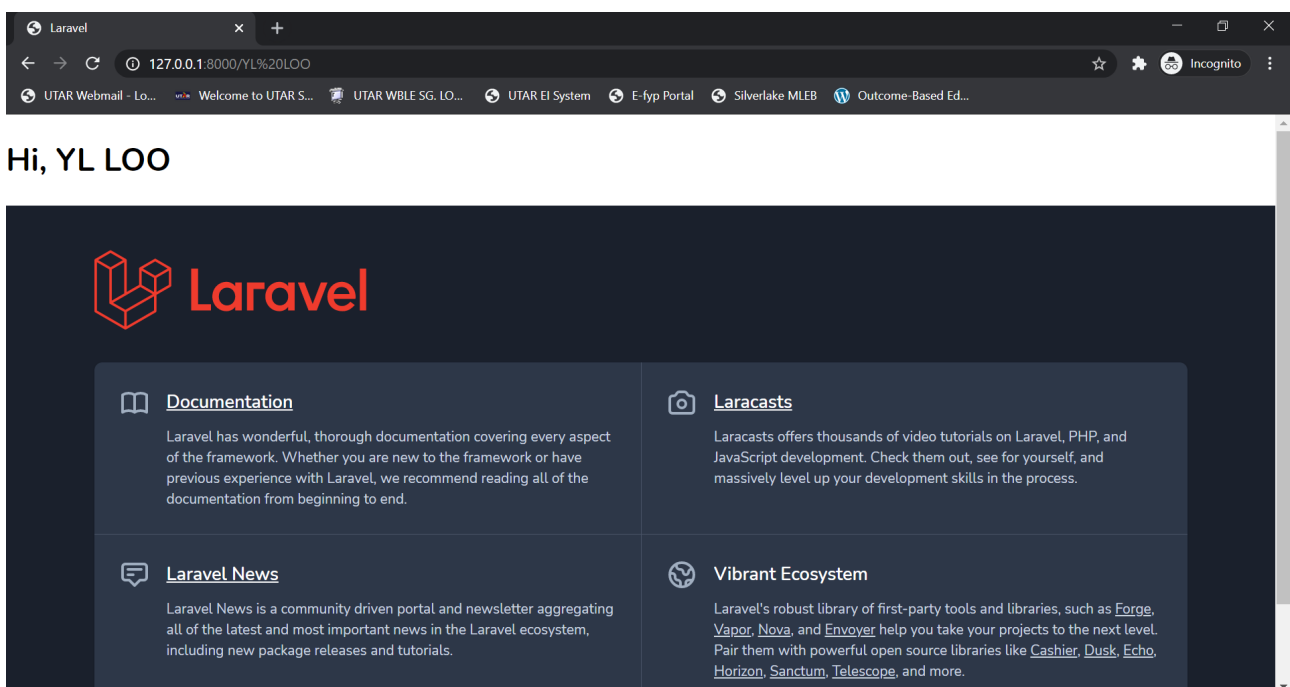 Laravel
127.0.0.1:8000/YL%20LOO
Incognito
UTAR Webmail - Lo...
Welcome to UTAR S...
UTAR WBLE SG. LO...
UTAR EI System
E-fyp Portal
Silverlake MLEB
Outcome-Based Ed...
Hi, YL LOO
Laravel
Documentation
Laravel has wonderful, thorough documentation covering every aspect
of the framework. Whether you are new to the framework or have
previous experience with Laravel, we recommend reading all of the
documentation from beginning to end.
Laracasts
Laracasts offers thousands of video tutorials on Laravel, PHP, and
JavaScript development. Check them out, see for yourself, and
massively level up your development skills in the process.
Laravel News
Laravel News is a community driven portal and newsletter aggregating
all of the latest and most important news in the Laravel ecosystem,
including new package releases and tutorials.
Vibrant Ecosystem
Laravel's robust library of first-party tools and libraries, such as Forge,
Vapor, Nova, and Envoyer help you take your projects to the next level.
Pair them with powerful open source libraries like Cashier, Dusk, Echo,
Horizon, Sanctum, Telescope, and more.